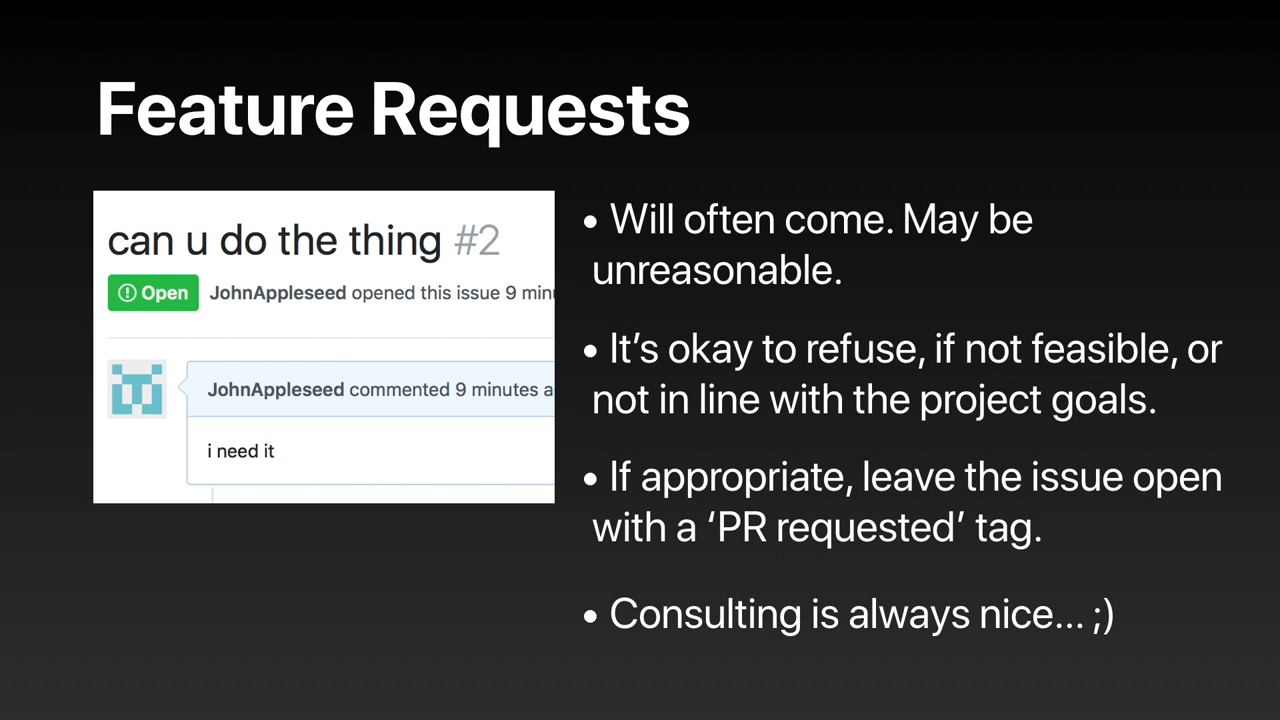 Feature Requests
can u do the thing #2
Open JohnAppleseed opened this issue 9 minu
JohnAppleseed commented 9 minutes a
i need it
• Will often come. May be
unreasonable.
• It’s okay to refuse, if not feasible, or
not in line with the project goals.
• If appropriate, leave the issue open
with a ‘PR requested’ tag.
• Consulting is always nice... ;)